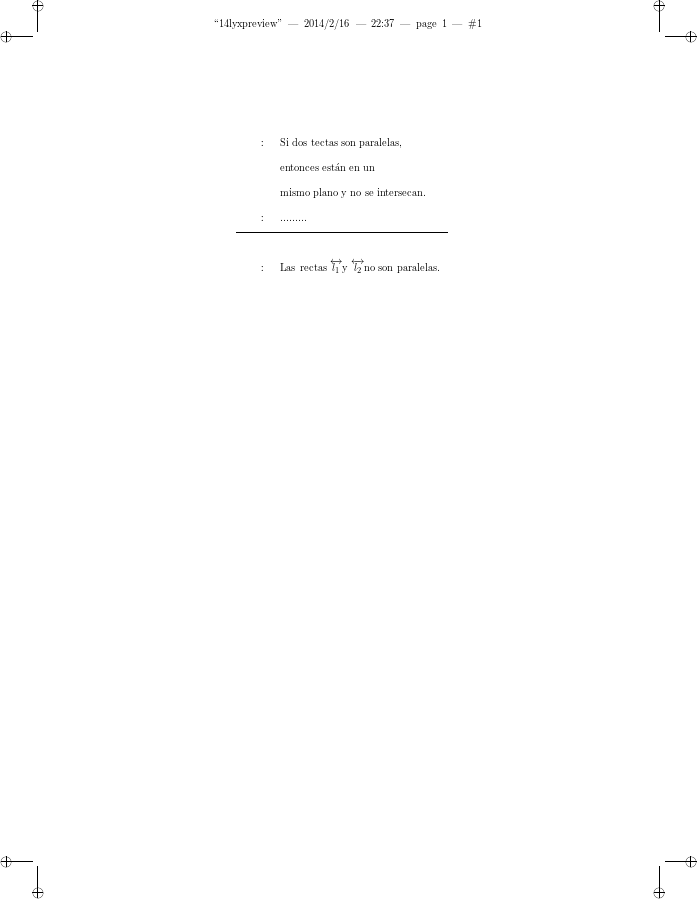 “14lyxpreview” — 2014/2/16 — 22:37 — page 1 — #1
: Si dos tectas son paralelas,
entonces están en un
mismo plano y no se intersecan.
: .........
: Las rectas $\overleftrightarrow{l_1}$ y $\overleftrightarrow{l_2}$ no son paralelas.